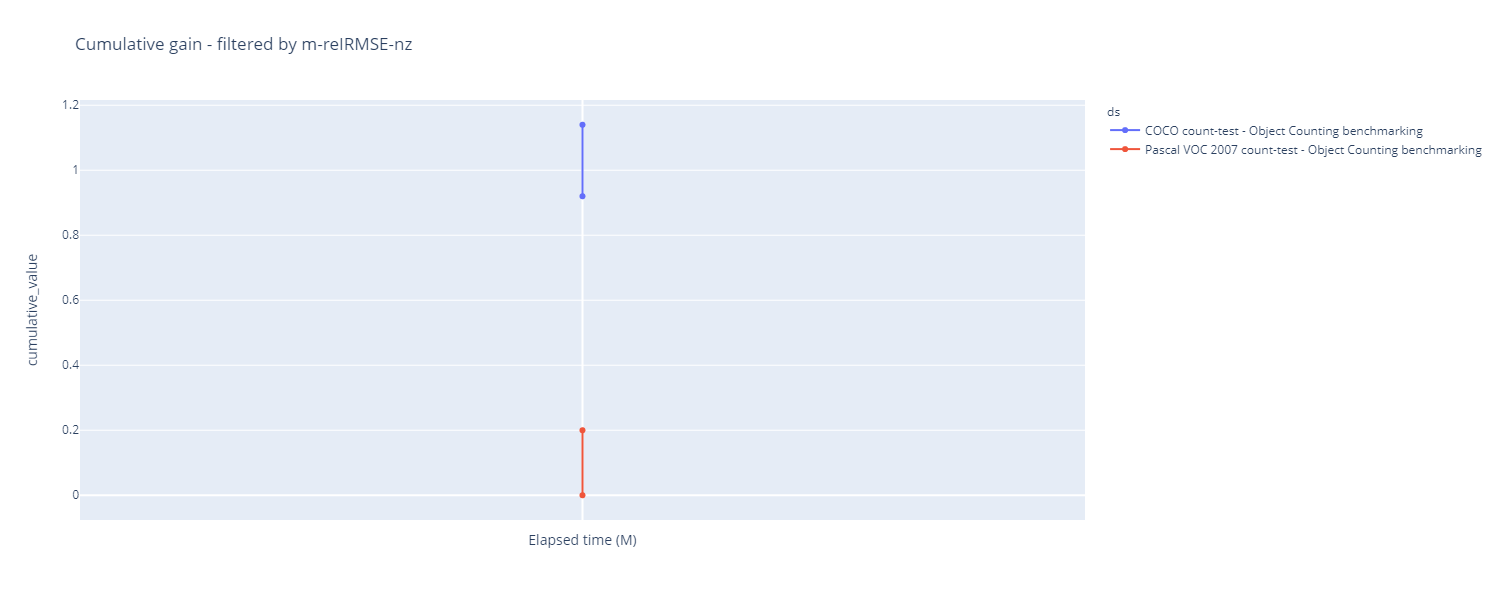 Cumulative gain - filtered by m-relRMSE-nz
ds
COCO count-test - Object Counting benchmarking
Pascal VOC 2007 count-test - Object Counting benchmarking
1.2
1
0.8
0.6
0.4
0.2
0
cumulative_value
Elapsed time (M)